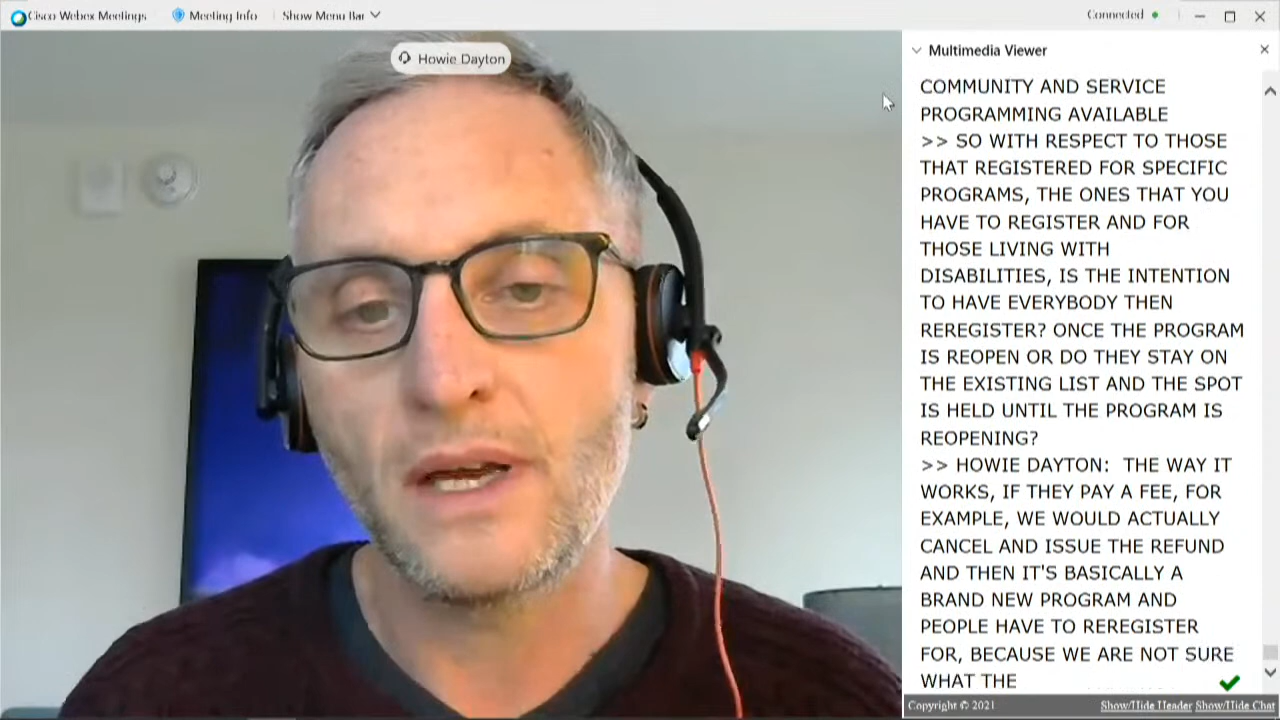 Cisco Webex Meetings
Meeting Info
Show Menu Bar
Connected
Howie Dayton
Multimedia Viewer
COMMUNITY AND SERVICE
PROGRAMMING AVAILABLE
>> SO WITH RESPECT TO THOSE
THAT REGISTERED FOR SPECIFIC
PROGRAMS, THE ONES THAT YOU
HAVE TO REGISTER AND FOR
THOSE LIVING WITH
DISABILITIES, IS THE INTENTION
TO HAVE EVERYBODY THEN
REREGISTER? ONCE THE PROGRAM
IS REOPEN OR DO THEY STAY ON
THE EXISTING LIST AND THE SPOT
IS HELD UNTIL THE PROGRAM IS
REOPENING?
>> HOWIE DAYTON:  THE WAY IT
WORKS, IF THEY PAY A FEE, FOR
EXAMPLE, WE WOULD ACTUALLY
CANCEL AND ISSUE THE REFUND
AND THEN IT'S BASICALLY A
BRAND NEW PROGRAM AND
PEOPLE HAVE TO REREGISTER
FOR, BECAUSE WE ARE NOT SURE
WHAT THE
Copyright © 2021
Show/Hide Header Show/Hide Chat